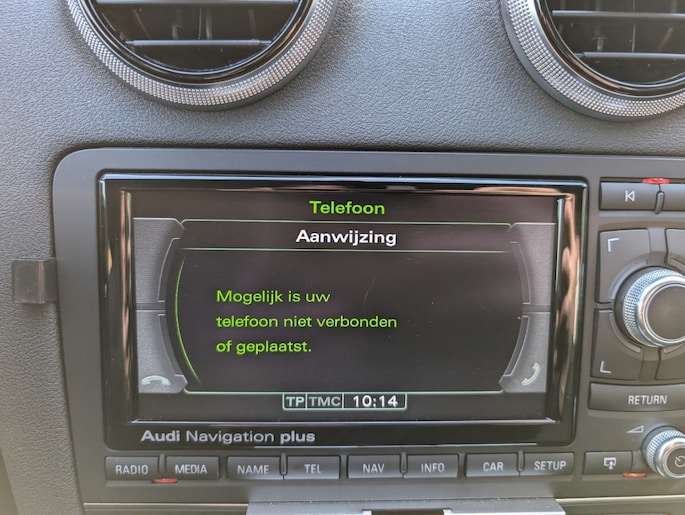 Telefoon
Aanwijzing
Mogelijk is uw
telefoon niet verbonden
of geplaatst.
TP TMC 10:14
Audi Navigation plus
RADIO MEDIA NAME TEL NAV INFO CAR SETUP
RETURN